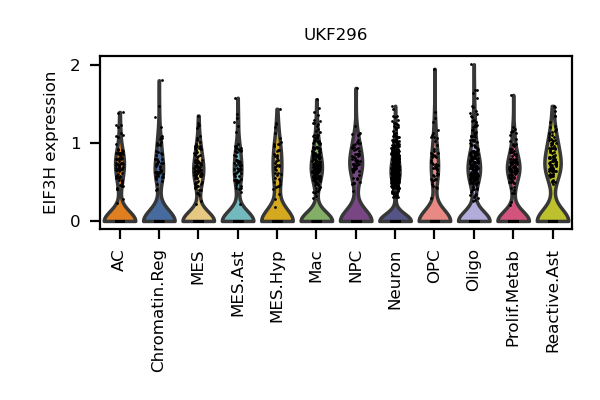 UKF296
EIF3H expression
2
1
0
AC
Chromatin.Reg
MES
MES.Ast
MES.Hyp
Mac
NPC
Neuron
OPC
Oligo
Prolif.Metab
Reactive.Ast